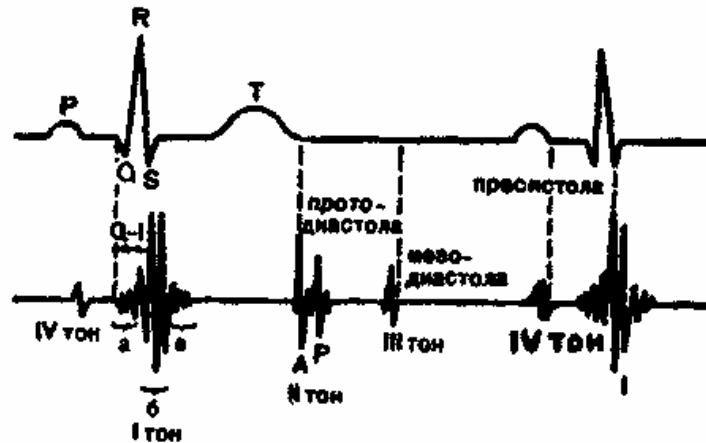 R
P
T
Q
S
пресистола
прото-
диастола
Q-I
мезо-
диастола
IV тон
а
в
A
P
III тон
IV тон
II тон
I
б
I тон